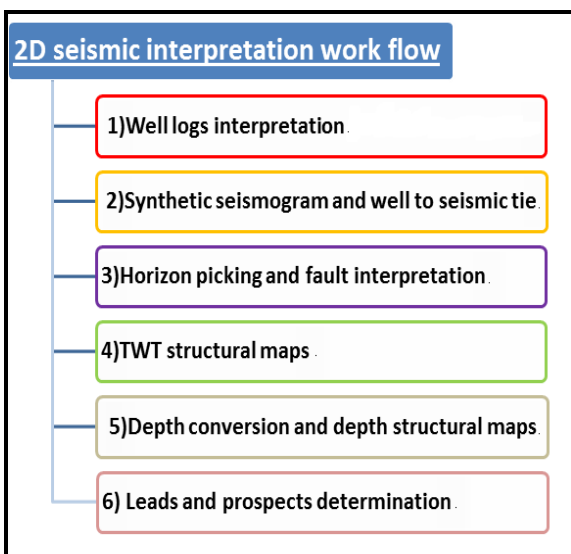 2D seismic interpretation work flow
1)Well logs interpretation.
2)Synthetic seismogram and well to seismic tie.
3)Horizon picking and fault interpretation.
4)TWT structural maps.
5)Depth conversion and depth structural maps.
6) Leads and prospects determination.